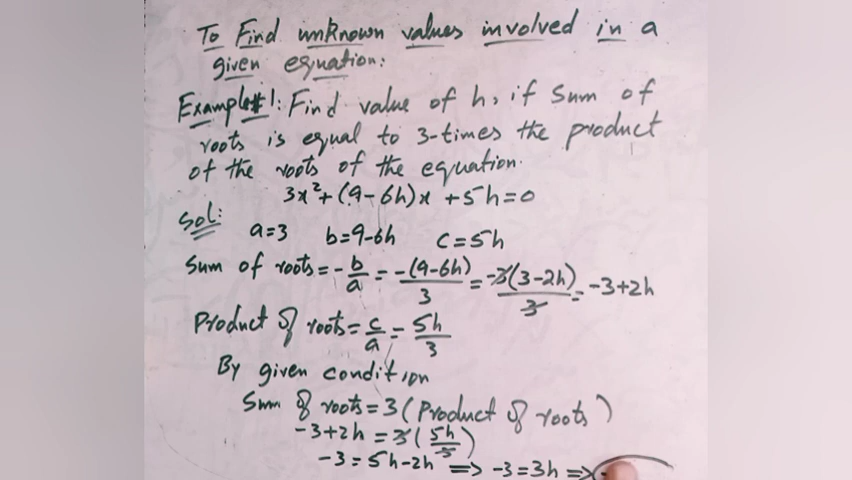 To Find unknown values involved in a
given equation:
Example#1: Find value of h, if Sum of
roots is equal to 3-times the product
of the roots of the equation.
3x²+(9-6h)x +5h=0
Sol:
a=3 b=9-6h c=5h
Sum of roots=-b/a=-(9-6h)/3=-3(3-2h)/3=-3+2h
Product of roots=c/a=5h/3
By given condition
Sum of roots=3(Product of roots)
-3+2h=3(5h/3)
-3=5h-2h ⇒ -3=3h⇒